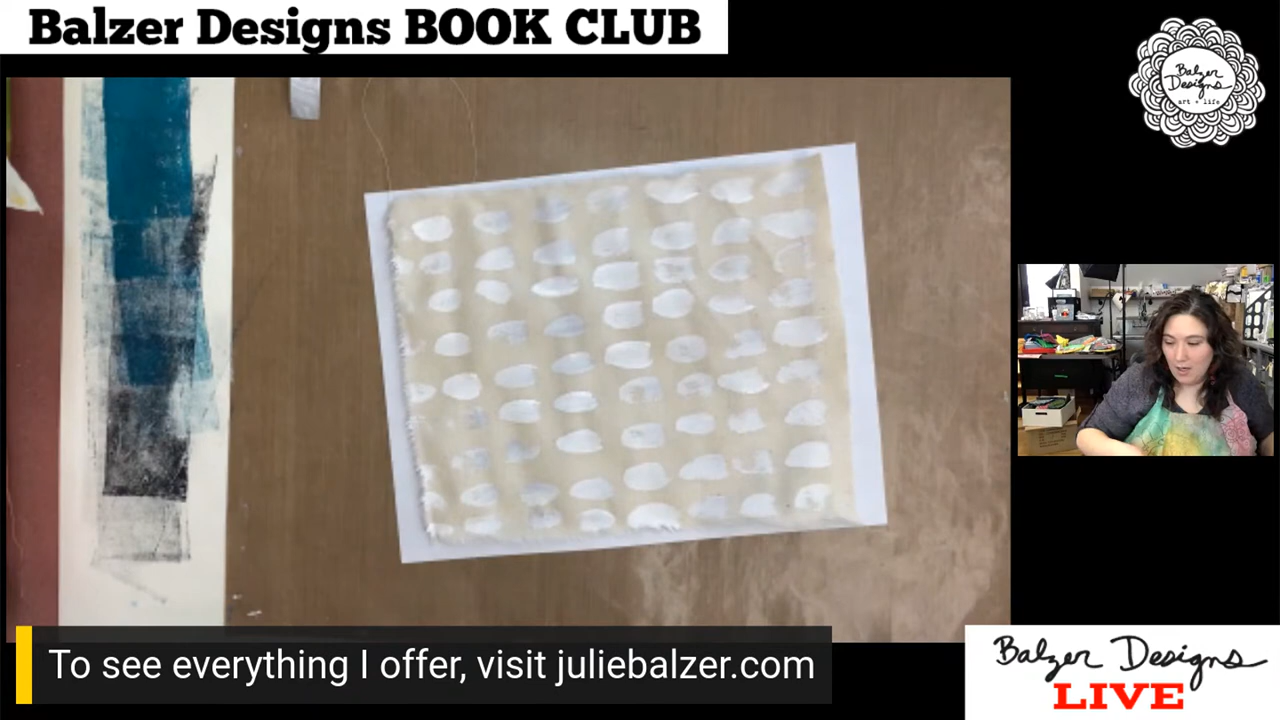 Balzer Designs BOOK CLUB
Balzer
Designs
art + life
To see everything I offer, visit juliebalzer.com
Balzer Designs
LIVE